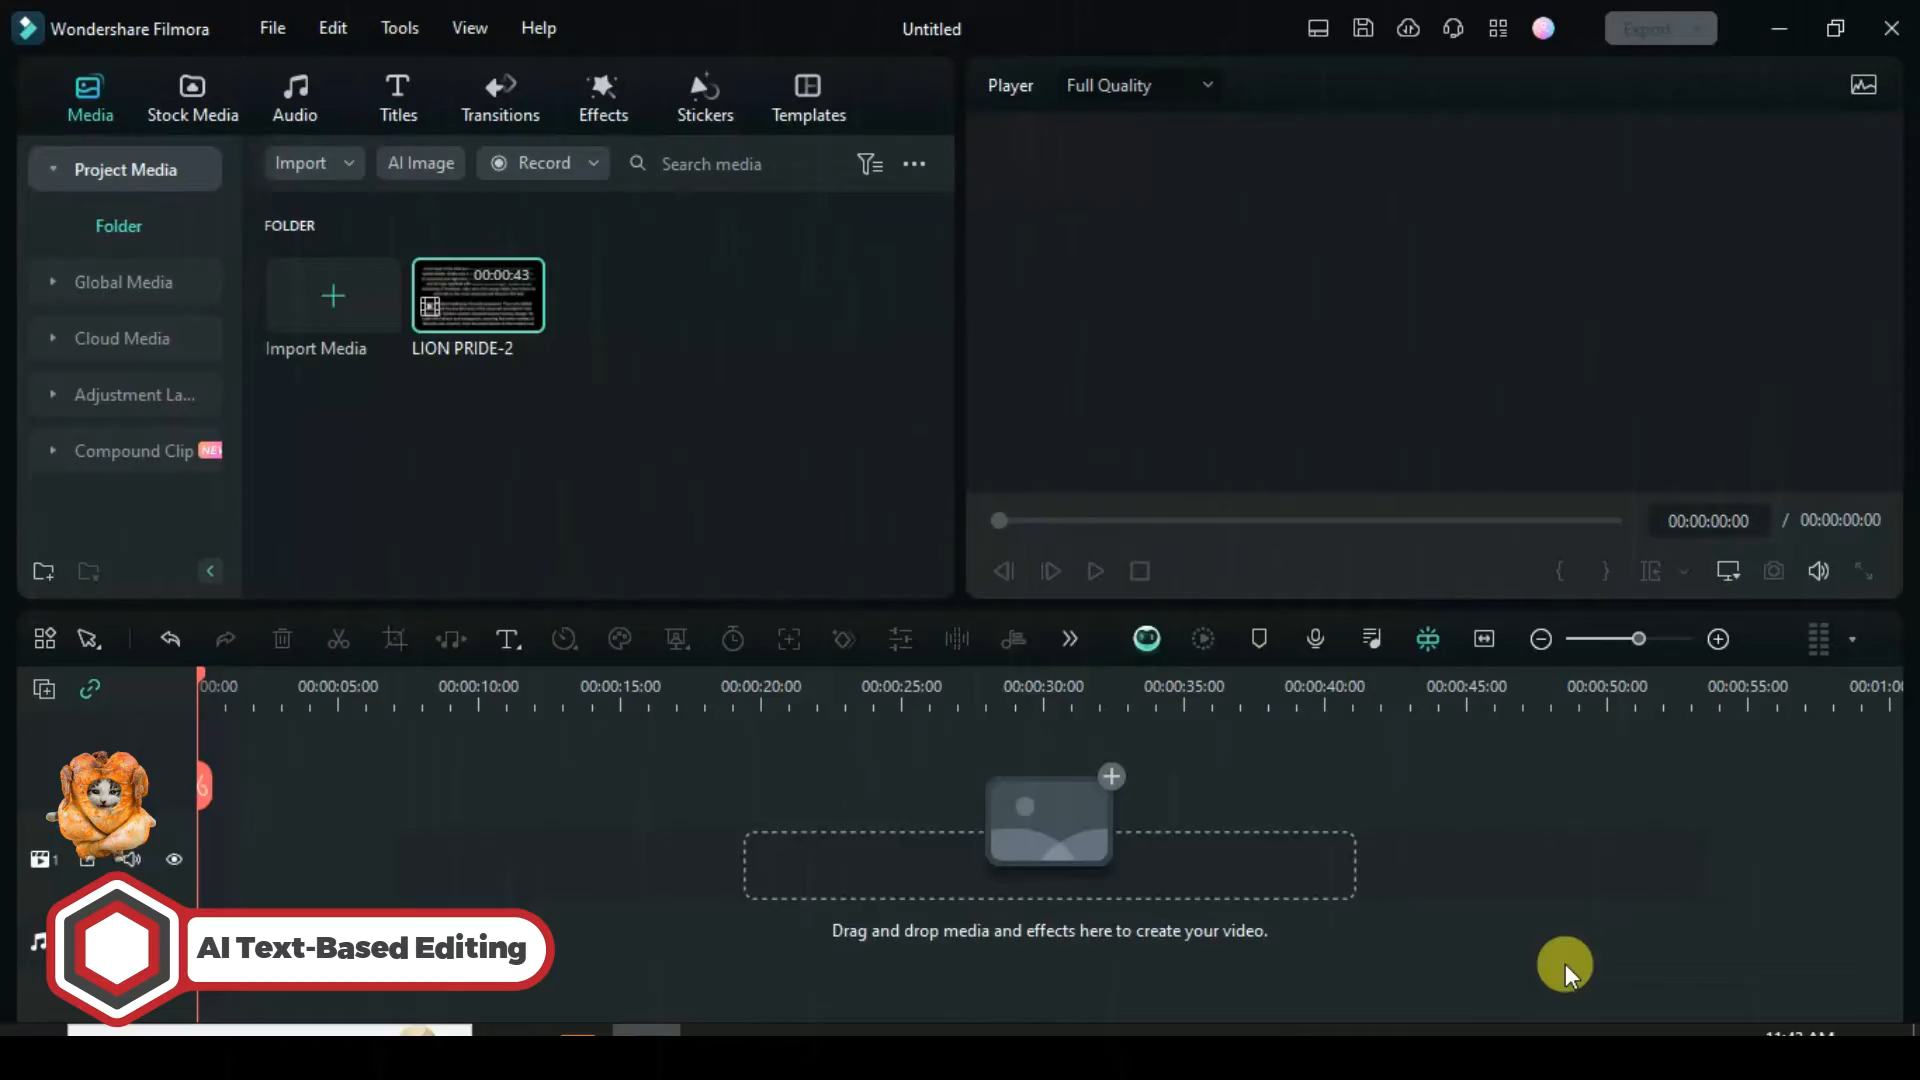 Wondershare Filmora
File
Edit
Tools
View
Help
Untitled
Export
Media
Stock Media
Audio
Titles
Transitions
Effects
Stickers
Templates
Player
Full Quality
Project Media
Import
AI Image
Record
Search media
Folder
FOLDER
Global Media
00:00:43
Cloud Media
Import Media
LION PRIDE-2
Adjustment La...
Compound Clip
00:00:00:00
/
00:00:00:00
00:00
00:00:05:00
00:00:10:00
00:00:15:00
00:00:20:00
00:00:25:00
00:00:30:00
00:00:35:00
00:00:40:00
00:00:45:00
00:00:50:00
00:00:55:00
00:01:0
1
Drag and drop media and effects here to create your video.
AI Text-Based Editing